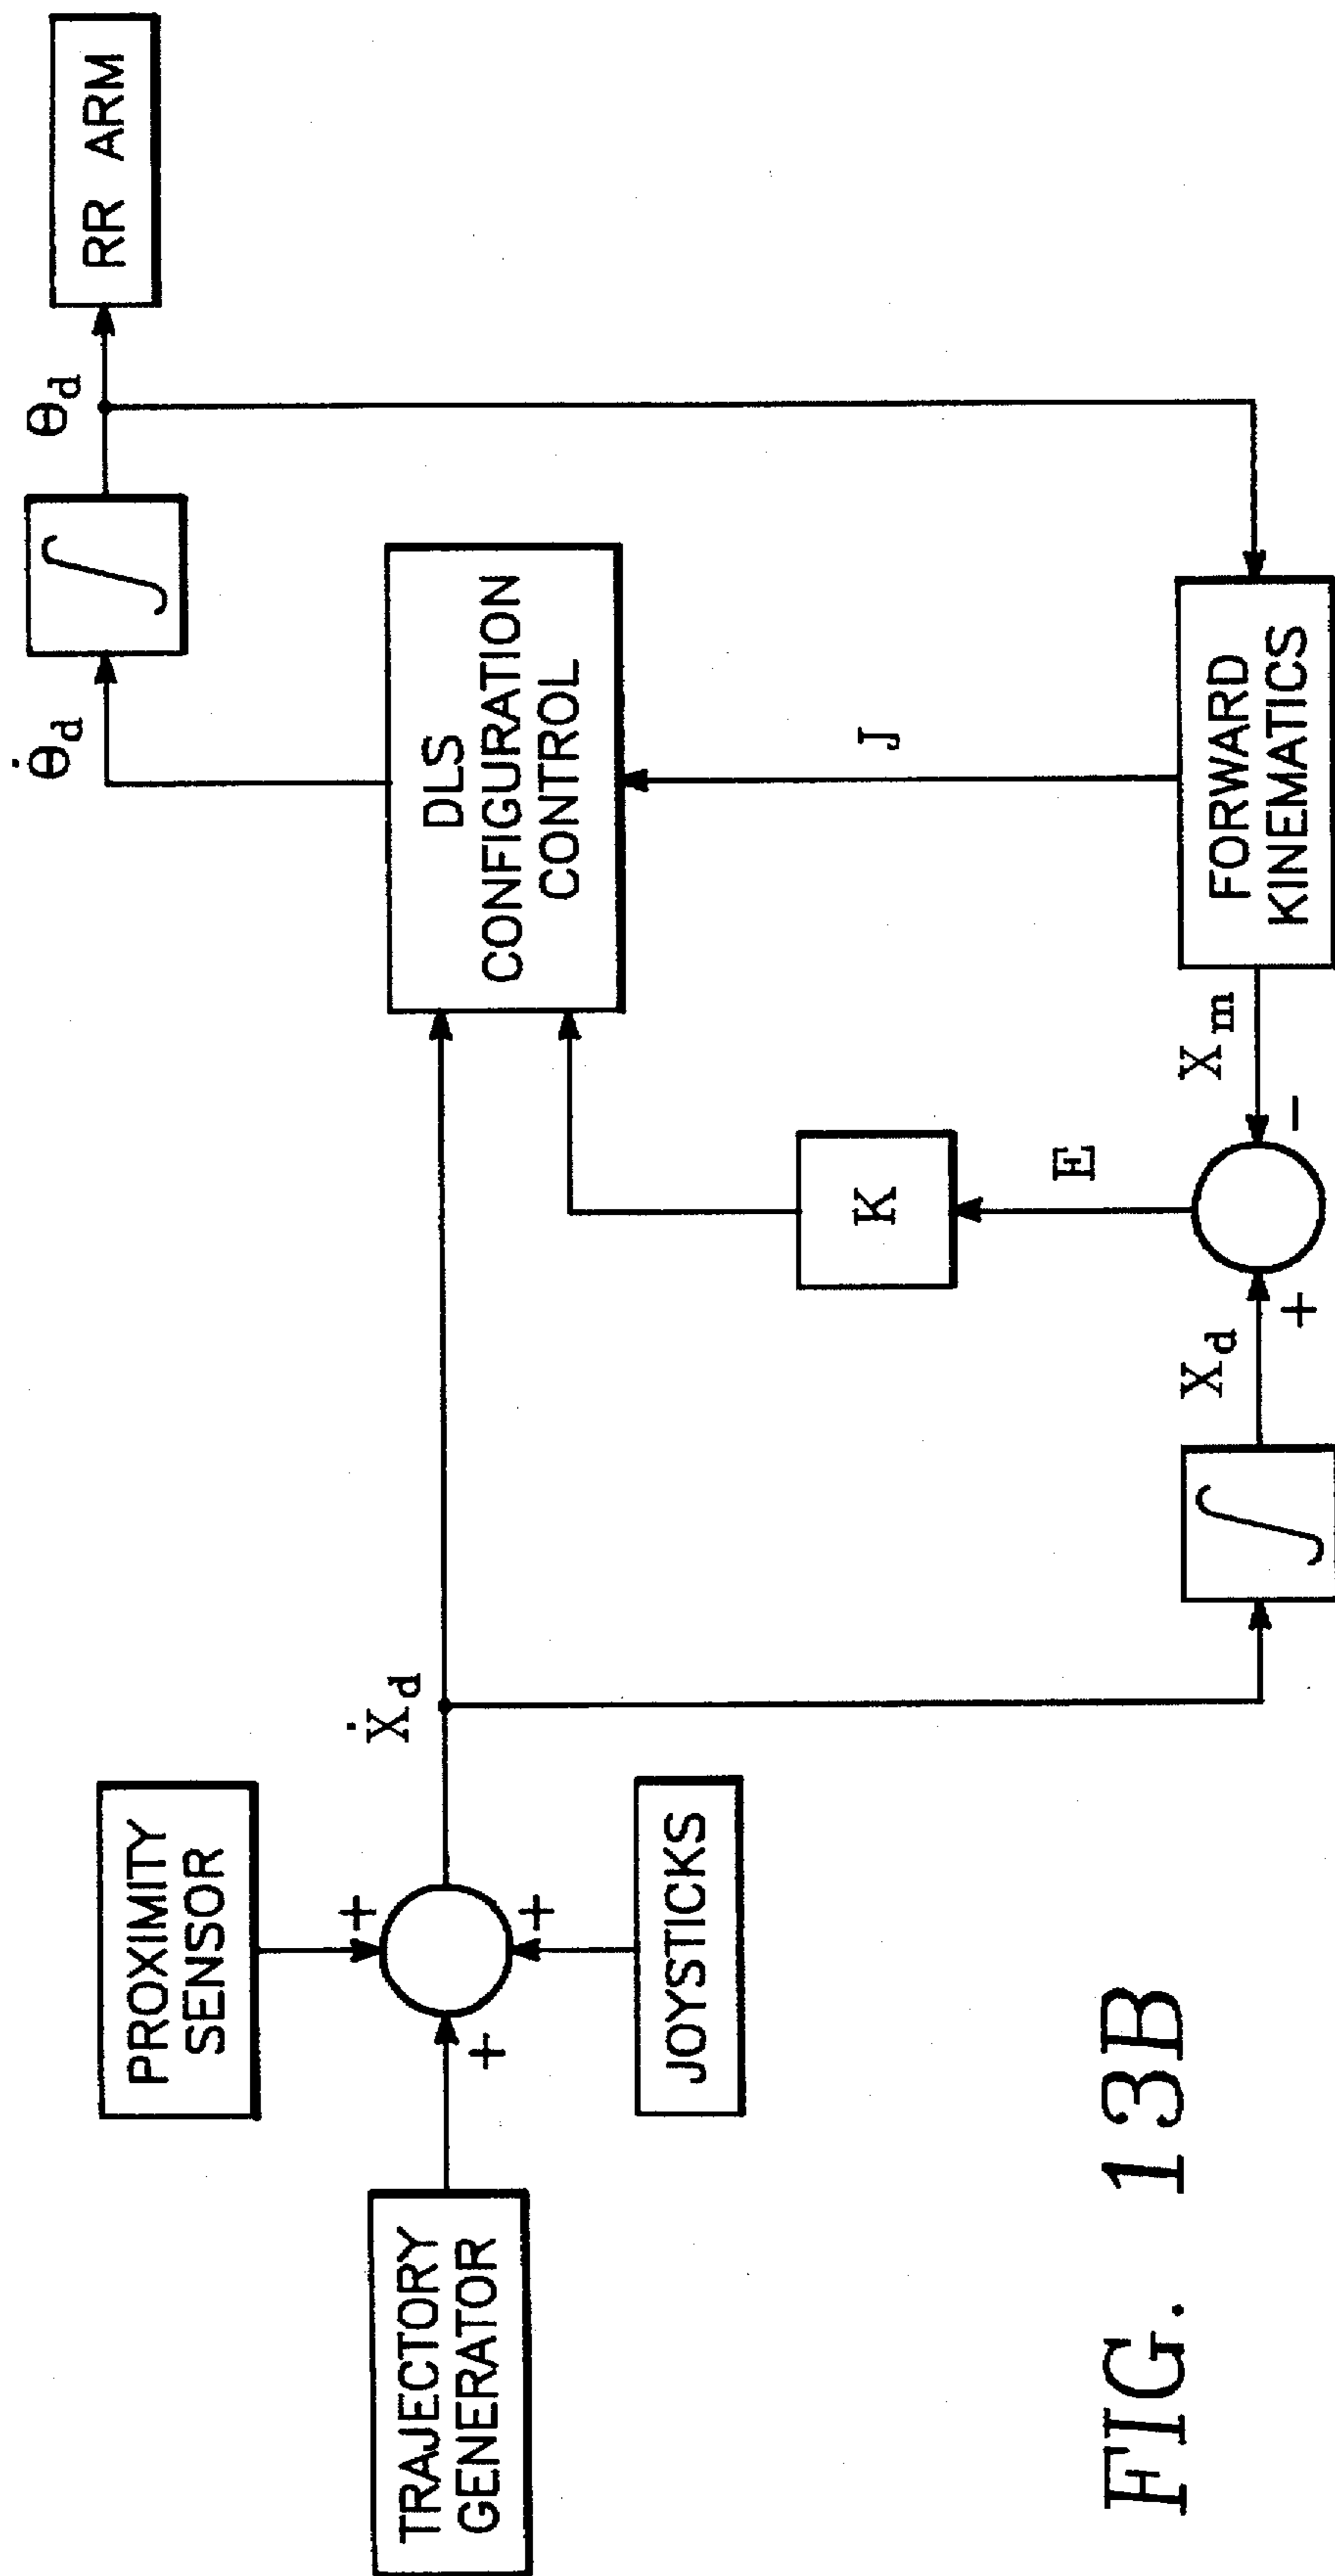 PROXIMITY
SENSOR
+
TRAJECTORY
GENERATOR
+
+
JOYSTICKS
Ẋd
∫
Xd
+
−
E
K
Xm
FORWARD
KINEMATICS
J
DLS
CONFIGURATION
CONTROL
θ̇d
∫
θd
RR ARM
FIG. 13B